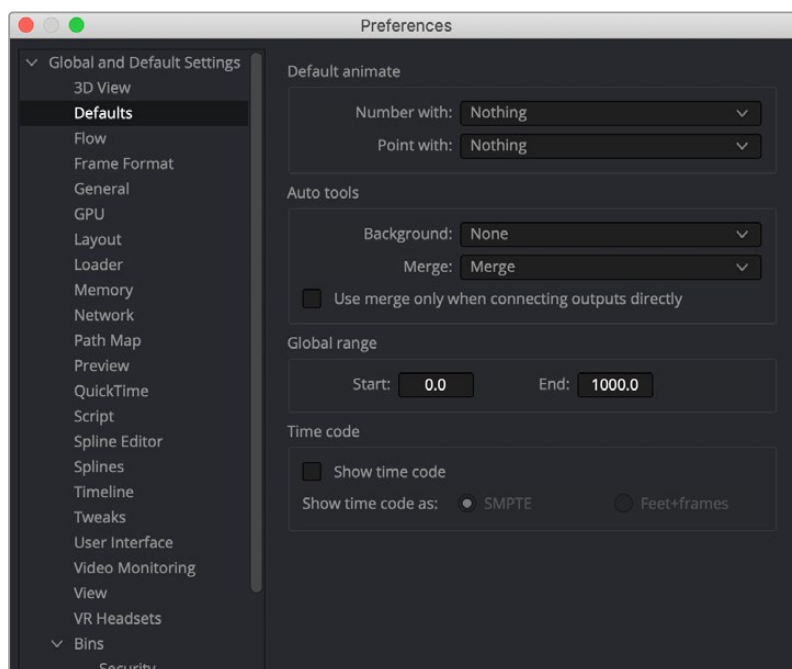 Preferences
Global and Default Settings
3D View
Defaults
Flow
Frame Format
General
GPU
Layout
Loader
Memory
Network
Path Map
Preview
QuickTime
Script
Spline Editor
Splines
Timeline
Tweaks
User Interface
Video Monitoring
View
VR Headsets
Bins
Security
Default animate
Number with: Nothing
Point with: Nothing
Auto tools
Background: None
Merge: Merge
Use merge only when connecting outputs directly
Global range
Start: 0.0 End: 1000.0
Time code
Show time code
Show time code as: SMPTE Feet+frames